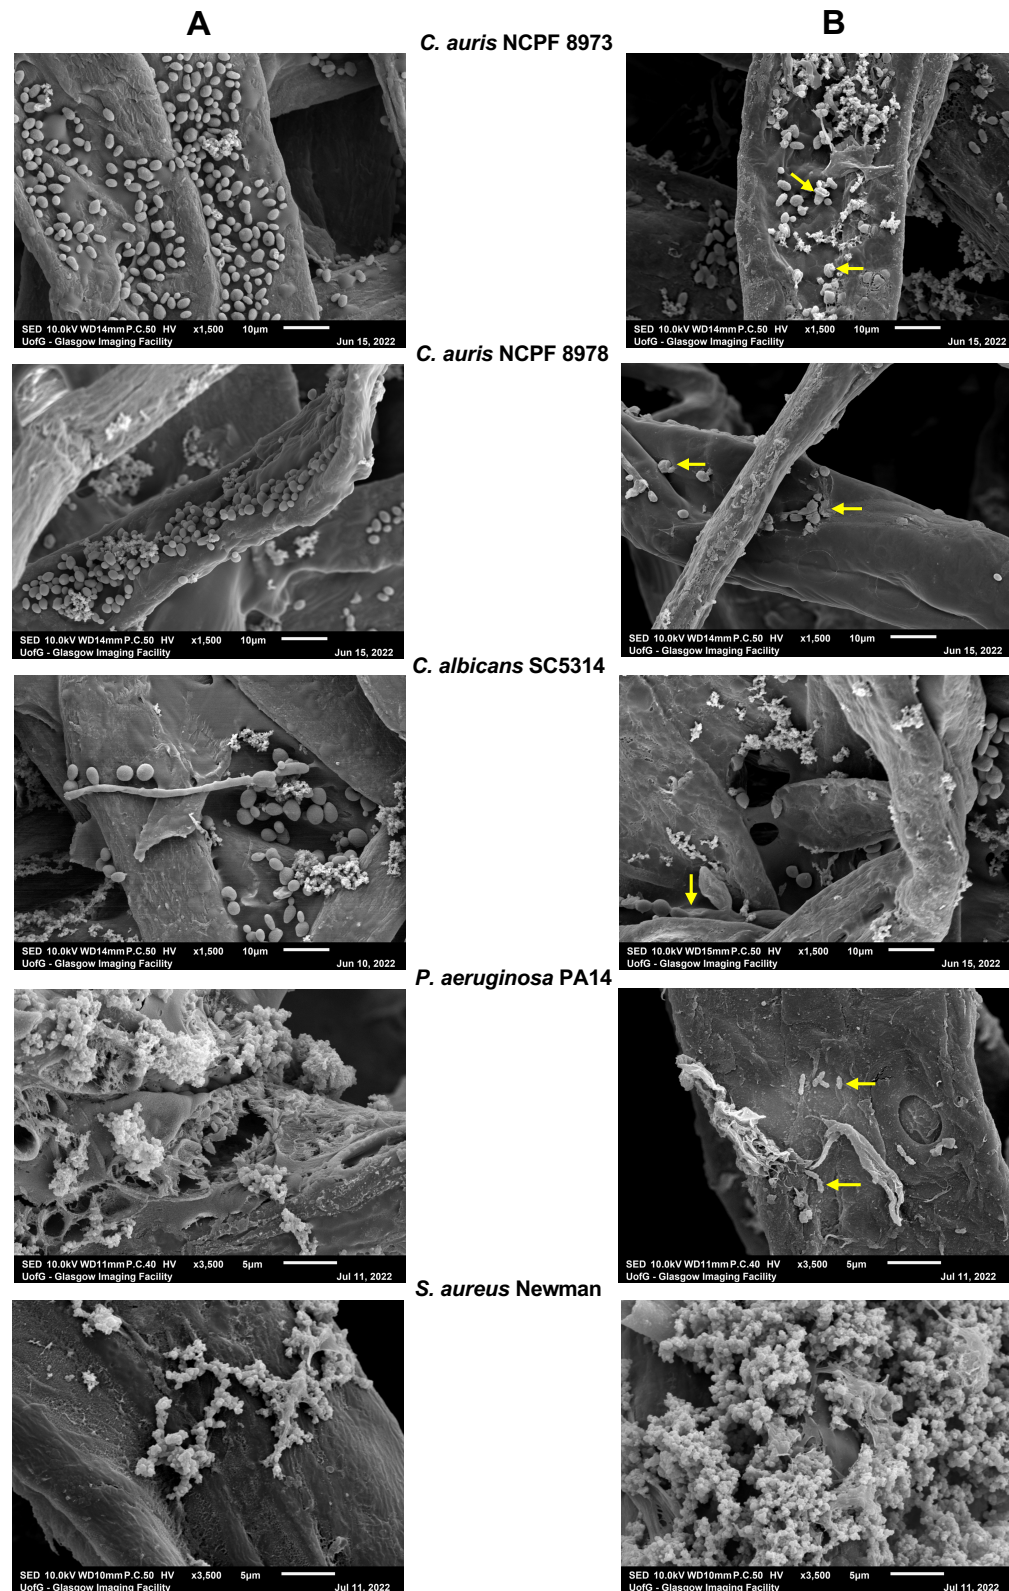 A
B
C. auris NCPF 8973
SED 10.0kV WD14mm P.C.50 HV x1,500 10μm
UofG - Glasgow Imaging Facility Jun 15, 2022
SED 10.0kV WD14mm P.C.50 HV x1,500 10μm
UofG - Glasgow Imaging Facility Jun 15, 2022
C. auris NCPF 8978
SED 10.0kV WD14mm P.C.50 HV x1,500 10μm
UofG - Glasgow Imaging Facility Jun 15, 2022
SED 10.0kV WD14mm P.C.50 HV x1,500 10μm
UofG - Glasgow Imaging Facility Jun 15, 2022
C. albicans SC5314
SED 10.0kV WD14mm P.C.50 HV x1,500 10μm
UofG - Glasgow Imaging Facility Jun 10, 2022
SED 10.0kV WD15mm P.C.50 HV x1,500 10μm
UofG - Glasgow Imaging Facility Jun 15, 2022
P. aeruginosa PA14
SED 10.0kV WD11mm P.C.40 HV x3,500 5μm
UofG - Glasgow Imaging Facility Jul 11, 2022
SED 10.0kV WD11mm P.C.40 HV x3,500 5μm
UofG - Glasgow Imaging Facility Jul 11, 2022
S. aureus Newman
SED 10.0kV WD10mm P.C.50 HV x3,500 5μm
UofG - Glasgow Imaging Facility Jul 11, 2022
SED 10.0kV WD10mm P.C.50 HV x3,500 5μm
UofG - Glasgow Imaging Facility Jul 11, 2022